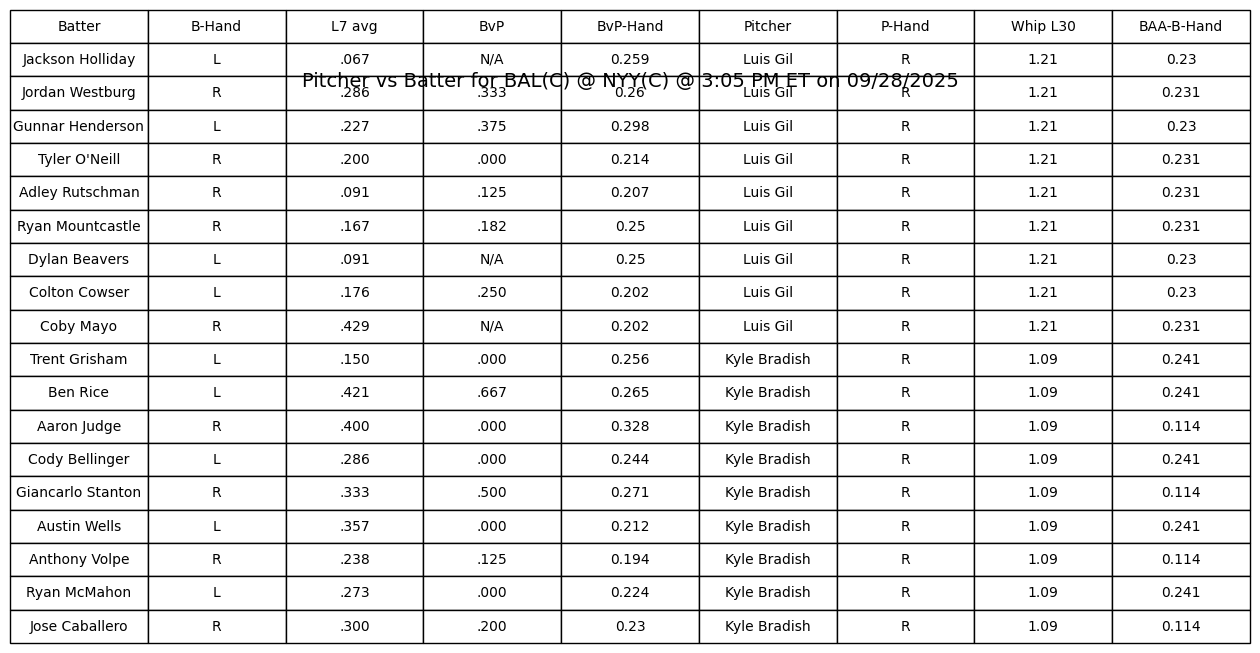 Batter B-Hand L7 avg BvP BvP-Hand Pitcher P-Hand Whip L30 BAA-B-Hand
Jackson Holliday L .067 N/A 0.259 Luis Gil R 1.21 0.23
Pitcher vs Batter for BAL(C) @ NYY(C) @ 3:05 PM ET on 09/28/2025
Jordan Westburg R .286 .333 0.26 Luis Gil R 1.21 0.231
Gunnar Henderson L .227 .375 0.298 Luis Gil R 1.21 0.23
Tyler O'Neill R .200 .000 0.214 Luis Gil R 1.21 0.231
Adley Rutschman R .091 .125 0.207 Luis Gil R 1.21 0.231
Ryan Mountcastle R .167 .182 0.25 Luis Gil R 1.21 0.231
Dylan Beavers L .091 N/A 0.25 Luis Gil R 1.21 0.23
Colton Cowser L .176 .250 0.202 Luis Gil R 1.21 0.23
Coby Mayo R .429 N/A 0.202 Luis Gil R 1.21 0.231
Trent Grisham L .150 .000 0.256 Kyle Bradish R 1.09 0.241
Ben Rice L .421 .667 0.265 Kyle Bradish R 1.09 0.241
Aaron Judge R .400 .000 0.328 Kyle Bradish R 1.09 0.114
Cody Bellinger L .286 .000 0.244 Kyle Bradish R 1.09 0.241
Giancarlo Stanton R .333 .500 0.271 Kyle Bradish R 1.09 0.114
Austin Wells L .357 .000 0.212 Kyle Bradish R 1.09 0.241
Anthony Volpe R .238 .125 0.194 Kyle Bradish R 1.09 0.114
Ryan McMahon L .273 .000 0.224 Kyle Bradish R 1.09 0.241
Jose Caballero R .300 .200 0.23 Kyle Bradish R 1.09 0.114